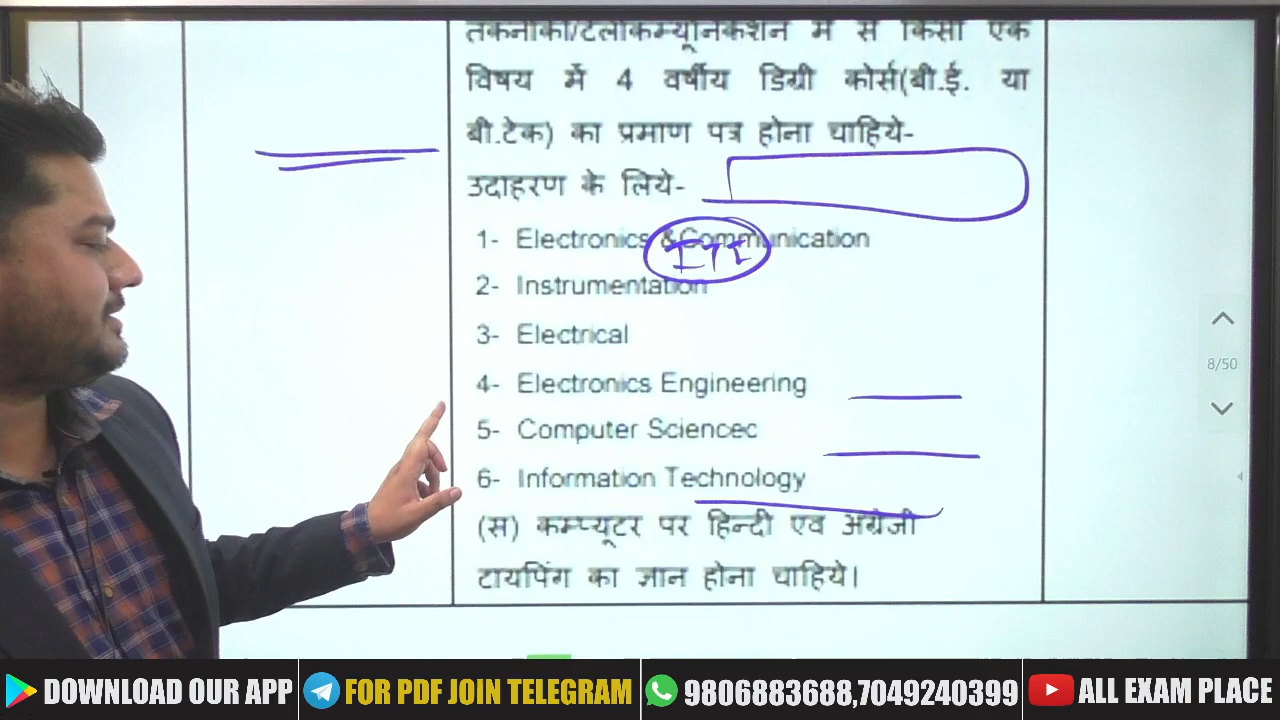 तकनीकी/टेलीकम्यूनिकेशन में से किसी एक
विषय में 4 वर्षीय डिग्री कोर्स(बी.ई. या
बी.टेक) का प्रमाण पत्र होना चाहिये-
उदाहरण के लिये-
1- Electronics &Communication
ITI
2- Instrumentation
3- Electrical
4- Electronics Engineering
5- Computer Sciencec
6- Information Technology
(स) कम्प्यूटर पर हिन्दी एव अंग्रेजी
टायपिंग का ज्ञान होना चाहिये।
8/50
DOWNLOAD OUR APP
FOR PDF JOIN TELEGRAM
9806883688,7049240399
ALL EXAM PLACE